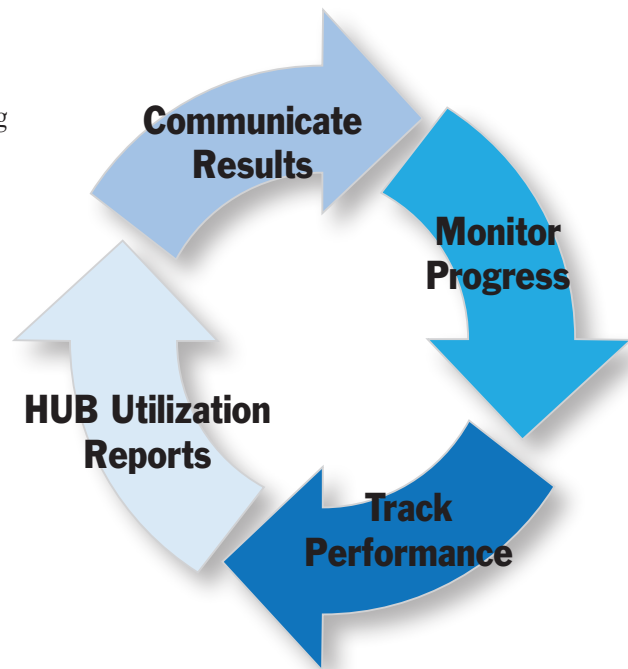 g
Communicate
Results
Monitor
Progress
HUB Utilization
Reports
Track
Performance